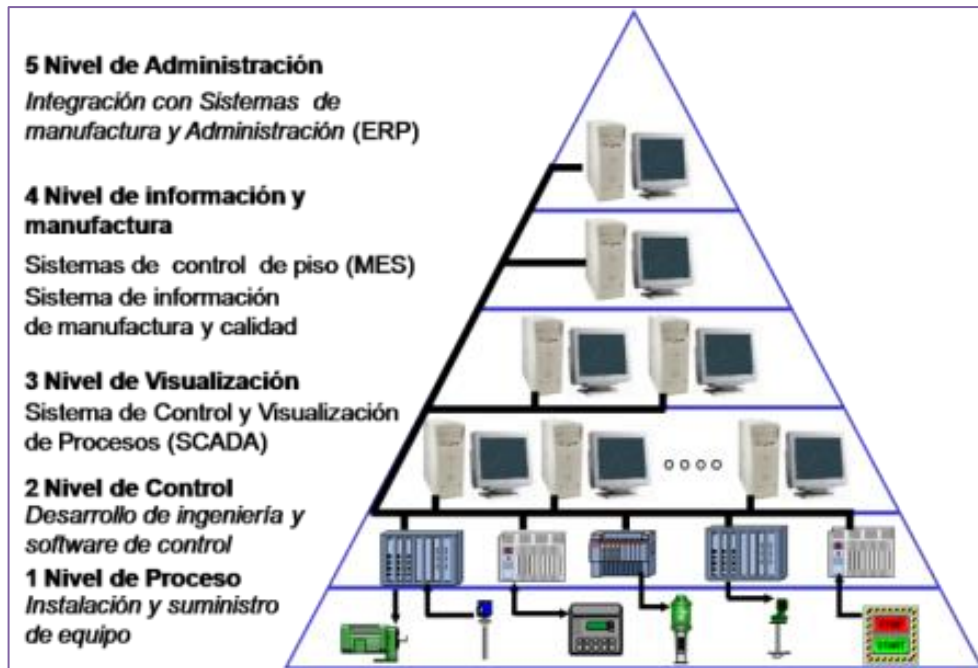 5 Nivel de Administración
Integración con Sistemas de
manufactura y Administración (ERP)
4 Nivel de información y
manufactura
Sistemas de control de piso (MES)
Sistema de información
de manufactura y calidad
3 Nivel de Visualización
Sistema de Control y Visualización
de Procesos (SCADA)
2 Nivel de Control
Desarrollo de ingeniería y
software de control
1 Nivel de Proceso
Instalación y suministro
de equipo
START